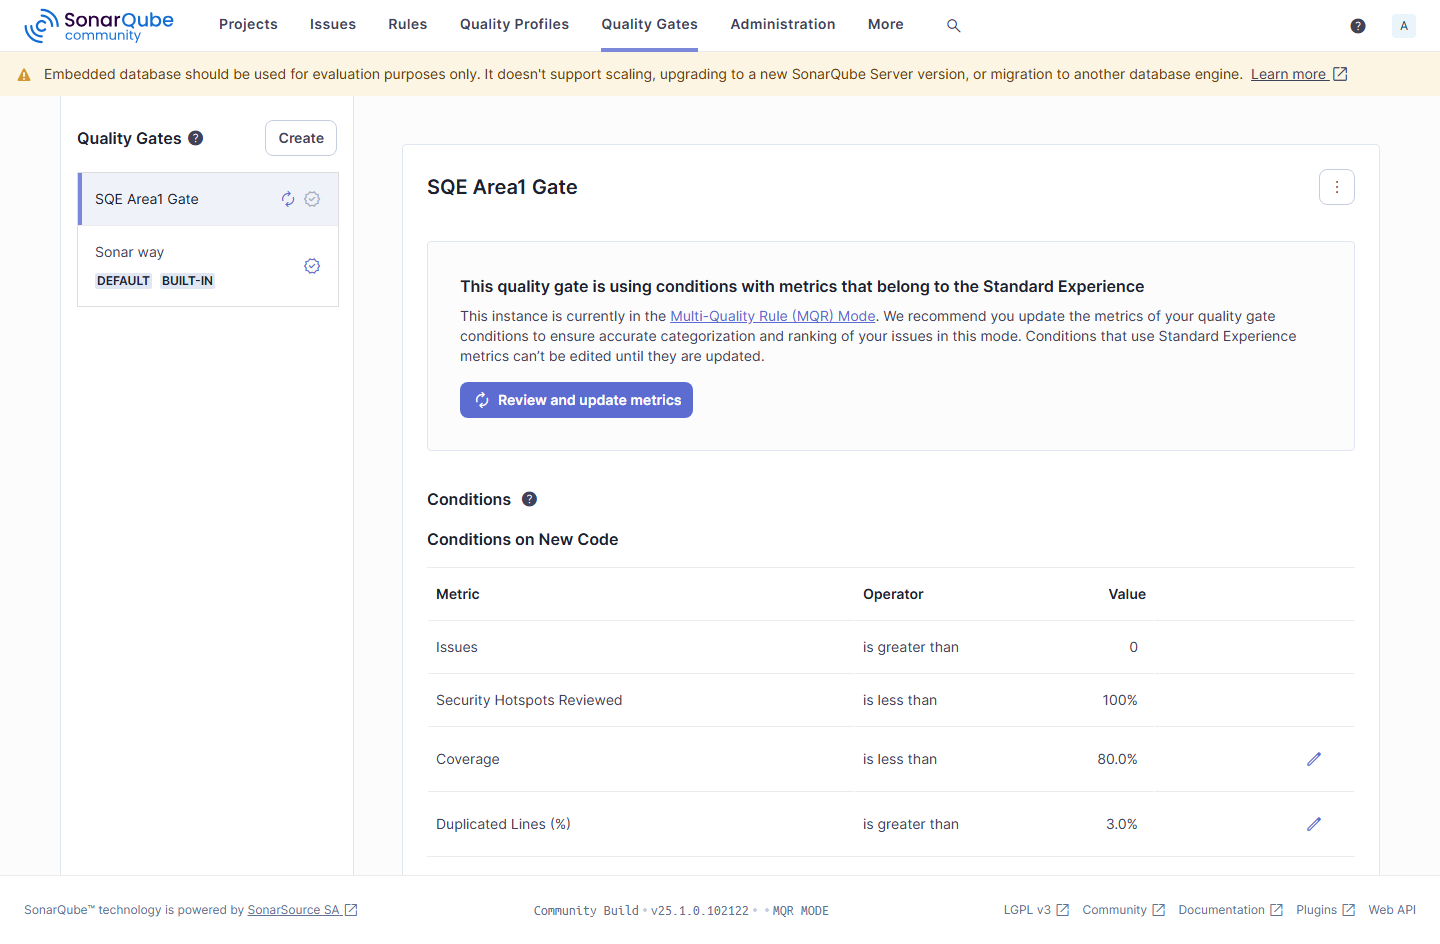 SonarQube community
Projects Issues Rules Quality Profiles Quality Gates Administration More
? A
Embedded database should be used for evaluation purposes only. It doesn't support scaling, upgrading to a new SonarQube Server version, or migration to another database engine. Learn more
Quality Gates ? Create
SQE Area1 Gate
Sonar way
DEFAULT BUILT-IN
SQE Area1 Gate
This quality gate is using conditions with metrics that belong to the Standard Experience
This instance is currently in the Multi-Quality Rule (MQR) Mode. We recommend you update the metrics of your quality gate
conditions to ensure accurate categorization and ranking of your issues in this mode. Conditions that use Standard Experience
metrics can’t be edited until they are updated.
Review and update metrics
Conditions ?
Conditions on New Code
Metric Operator Value
Issues is greater than 0
Security Hotspots Reviewed is less than 100%
Coverage is less than 80.0%
Duplicated Lines (%) is greater than 3.0%
SonarQube™ technology is powered by SonarSource SA
Community Build • v25.1.0.102122 • • MQR MODE
LGPL v3 Community Documentation Plugins Web API